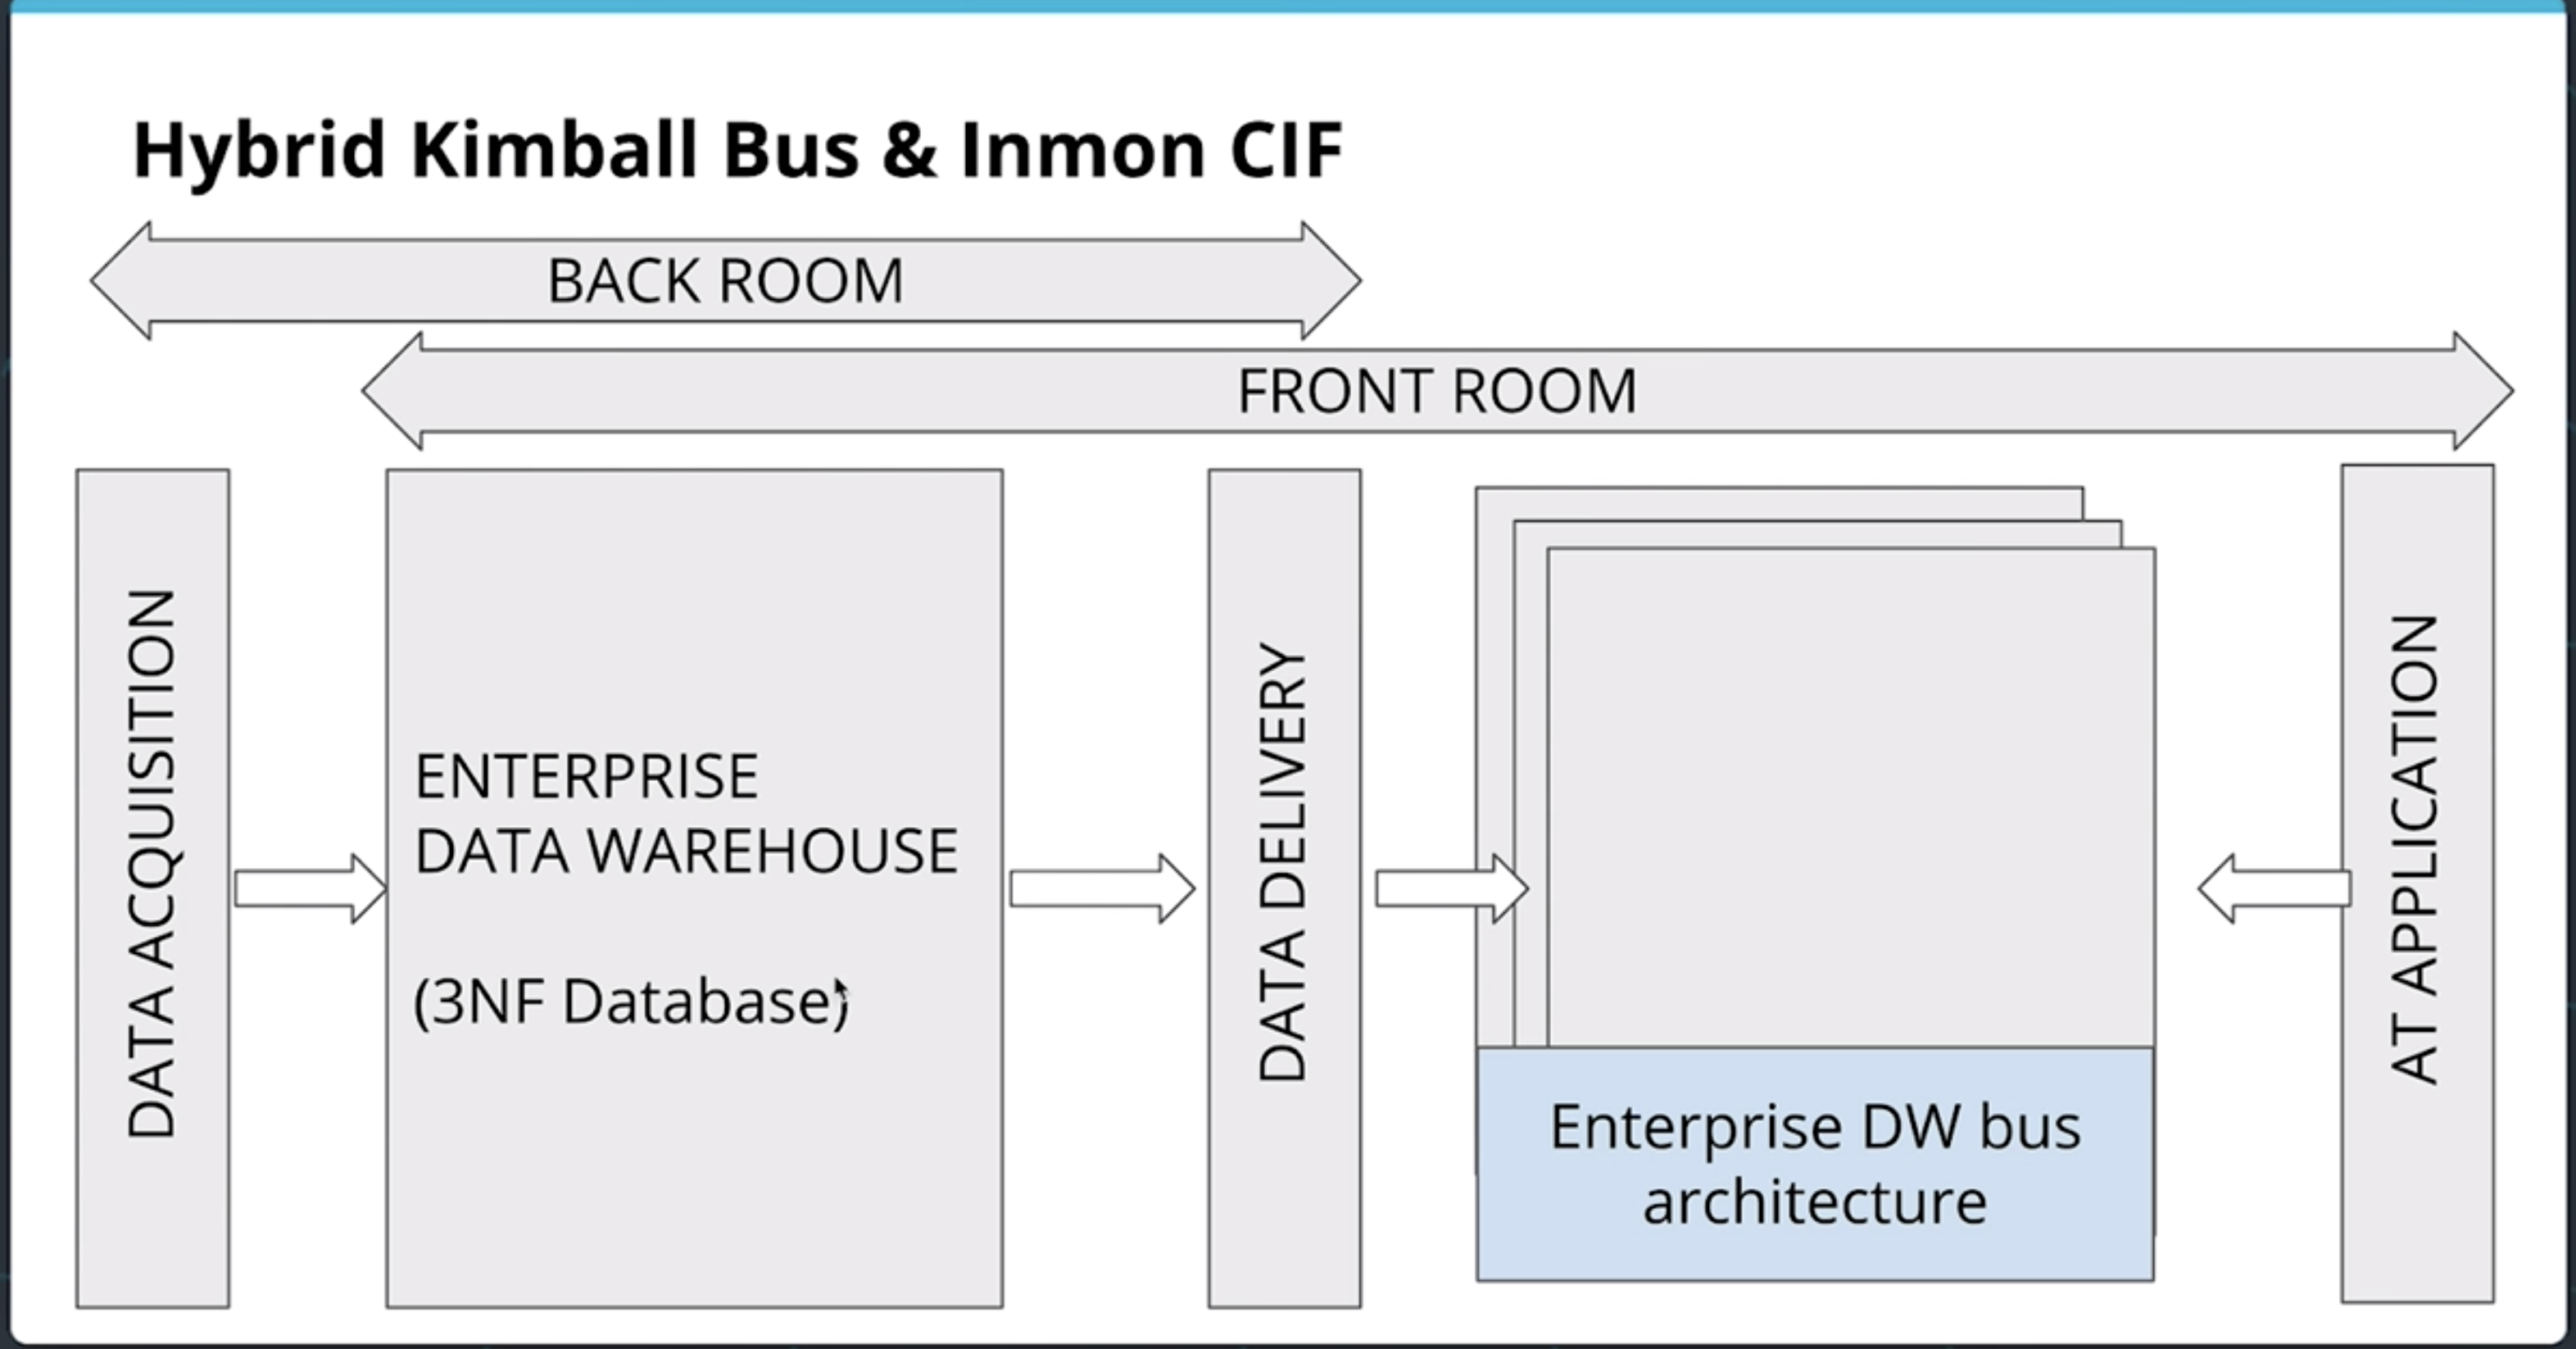 Hybrid Kimball Bus & Inmon CIF
BACK ROOM
FRONT ROOM
DATA ACQUISITION
ENTERPRISE
DATA WAREHOUSE
(3NF Database)
DATA DELIVERY
Enterprise DW bus
architecture
AT APPLICATION